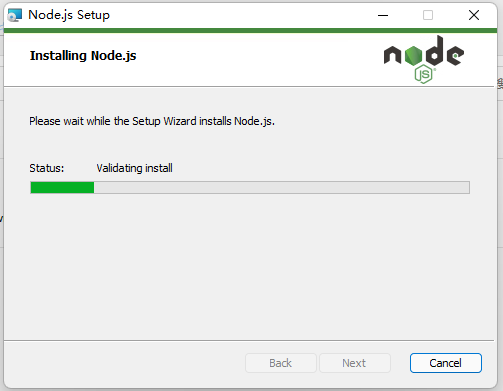 Node.js Setup
Installing Node.js
node
JS
Please wait while the Setup Wizard installs Node.js.
Status: Validating install
Back Next Cancel